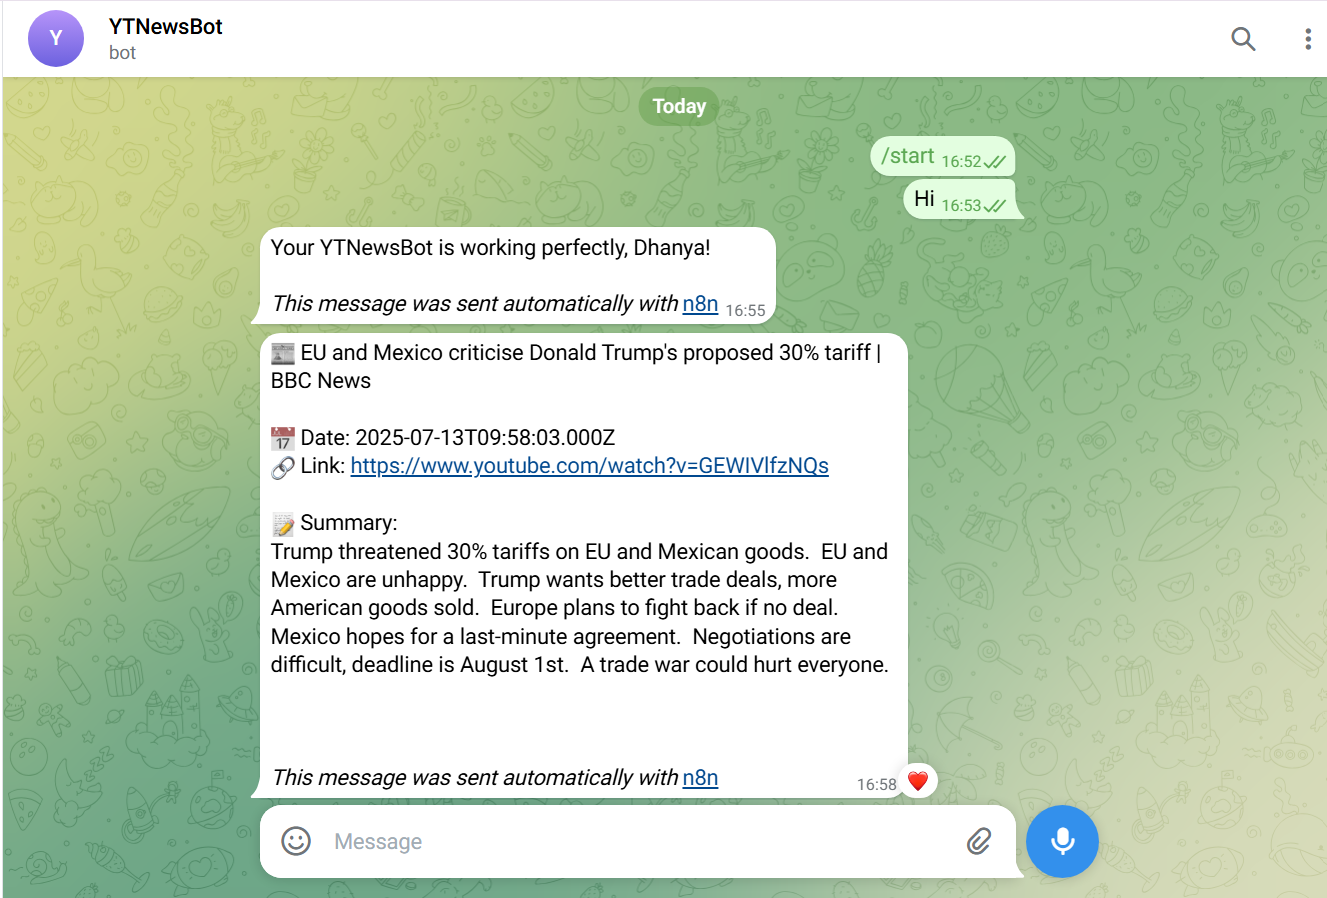 Y
YTNewsBot
bot
Today
/start 16:52
Hi 16:53
Your YTNewsBot is working perfectly, Dhanya!
This message was sent automatically with n8n 16:55
EU and Mexico criticise Donald Trump's proposed 30% tariff |
BBC News
17 Date: 2025-07-13T09:58:03.000Z
Link: https://www.youtube.com/watch?v=GEWIVlfzNQs
Summary:
Trump threatened 30% tariffs on EU and Mexican goods.  EU and
Mexico are unhappy.  Trump wants better trade deals, more
American goods sold.  Europe plans to fight back if no deal.
Mexico hopes for a last-minute agreement.  Negotiations are
difficult, deadline is August 1st.  A trade war could hurt everyone.
This message was sent automatically with n8n 16:58
Message